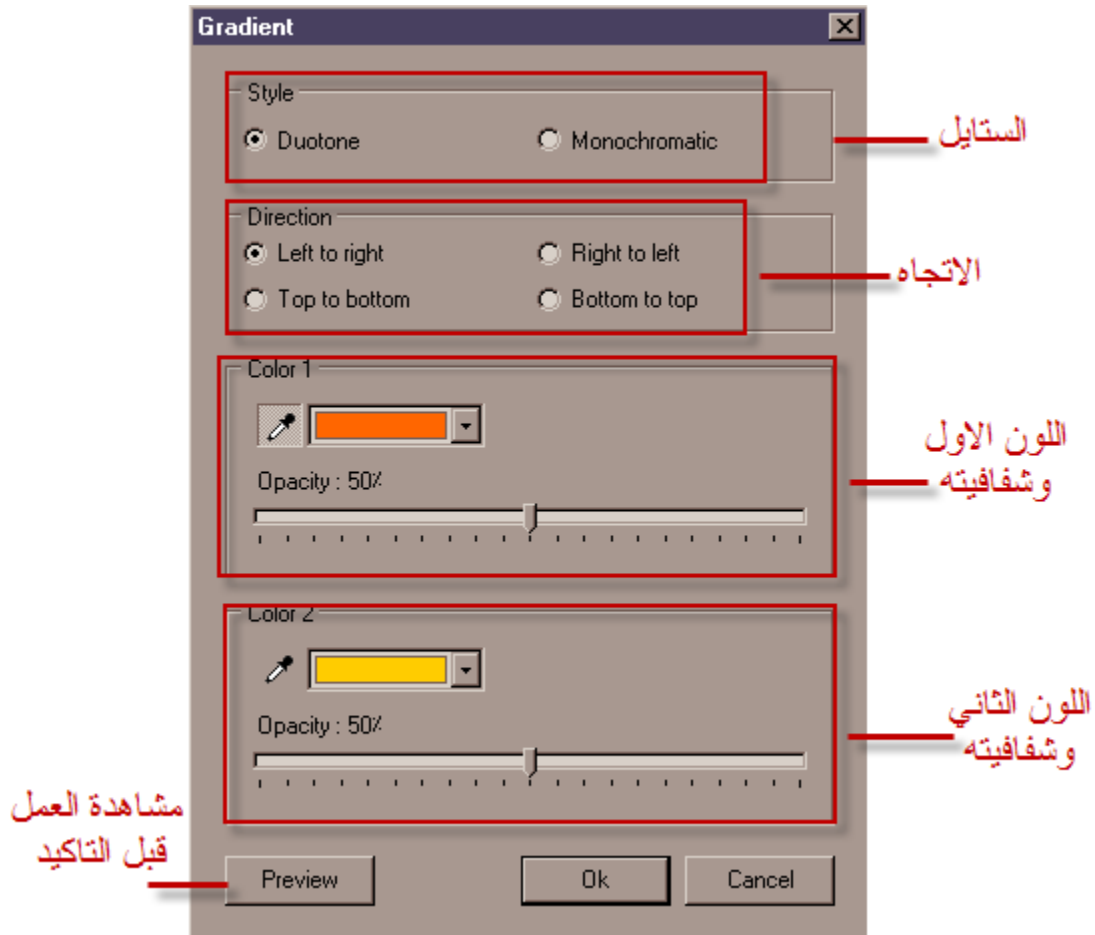 Gradient
Style
Duotone
Monochromatic
الستايل
Direction
Left to right
Right to left
Top to bottom
Bottom to top
الاتجاه
Color 1
Opacity : 50%
اللون الاول
وشفافيته
Color 2
Opacity : 50%
اللون الثاني
وشفافيته
مشاهدة العمل
قبل التاكيد
Preview
Ok
Cancel